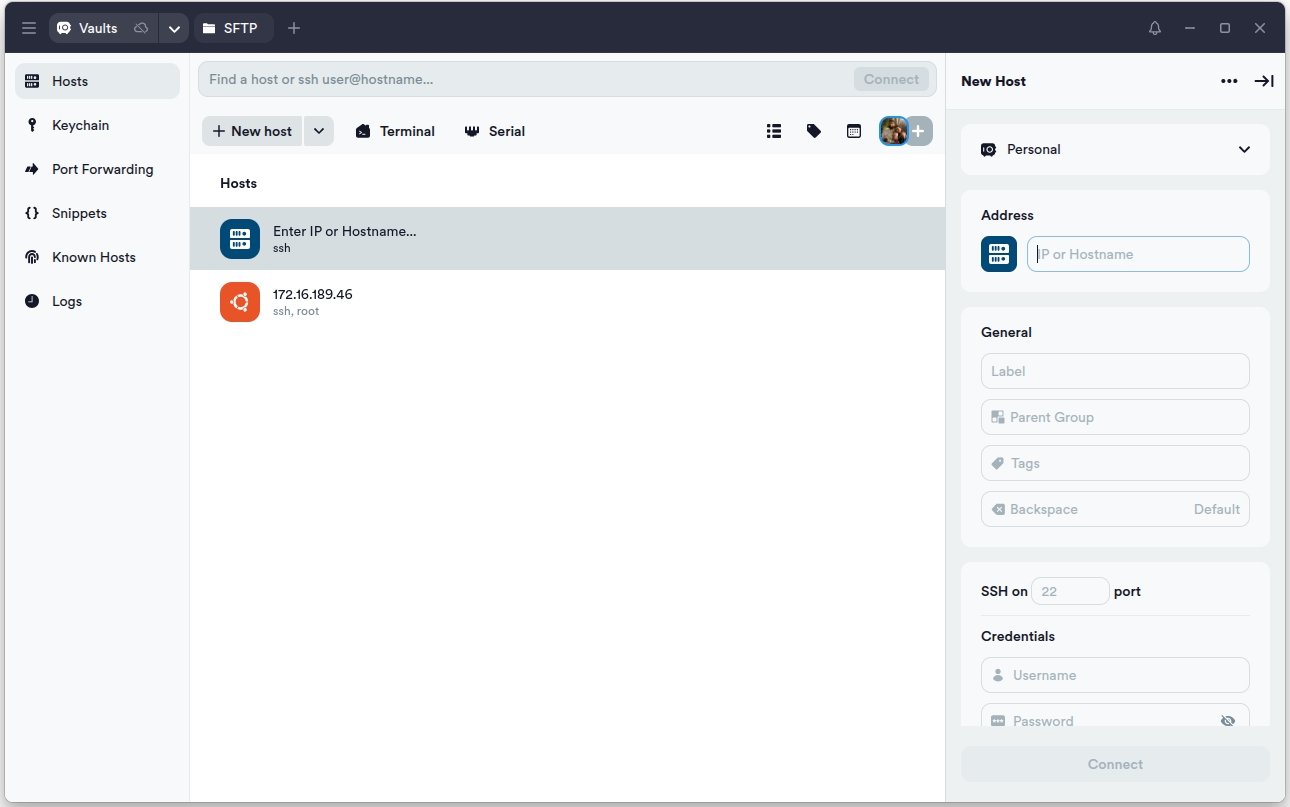 Vaults
SFTP
Hosts
Keychain
Port Forwarding
Snippets
Known Hosts
Logs
Find a host or ssh user@hostname...
Connect
New host
Terminal
Serial
Hosts
Enter IP or Hostname...
ssh
172.16.189.46
ssh, root
New Host
Personal
Address
IP or Hostname
General
Label
Parent Group
Tags
Backspace Default
SSH on 22 port
Credentials
Username
Password
Connect